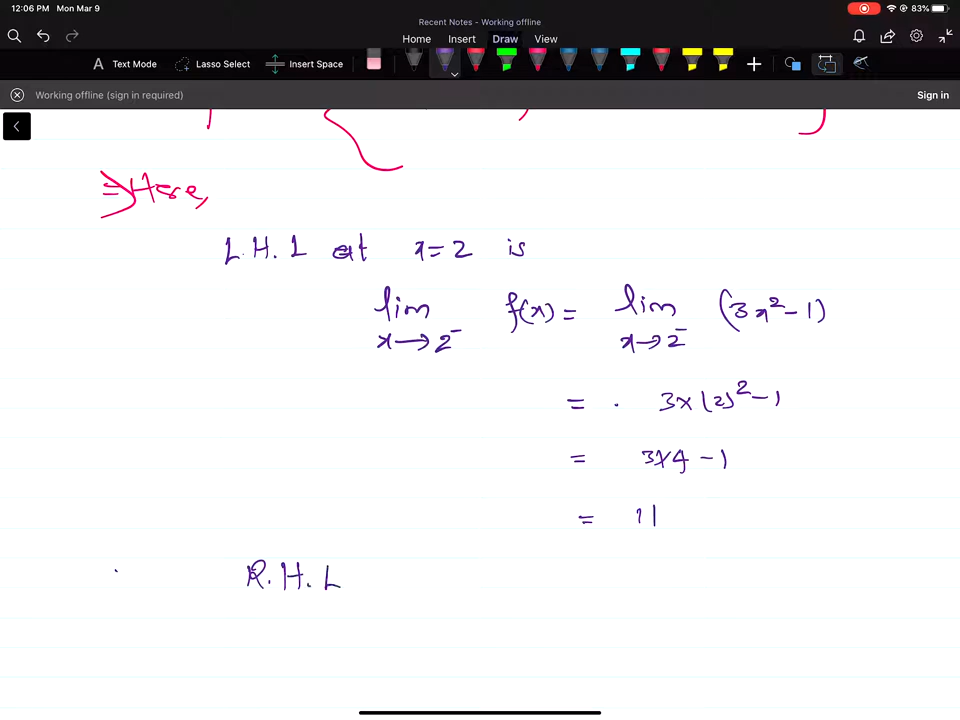 12:06 PM Mon Mar 9
83%
Recent Notes - Working offline
Home Insert Draw View
Text Mode Lasso Select Insert Space
Working offline (sign in required) Sign in
⇒ Here,
L.H.L at x=2 is
lim x→2⁻ f(x) = lim x→2⁻ (3x²-1)
= 3×(2)²-1
= 3×4-1
= 11
R.H.L